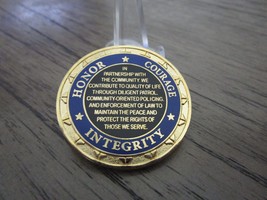 HONOR
COURAGE
IN
PARTNERSHIP WITH
THE COMMUNITY, WE
CONTRIBUTE TO QUALITY OF LIFE
THROUGH DILIGENT PATROL,
COMMUNITY-ORIENTED POLICING,
AND ENFORCEMENT OF LAW TO
MAINTAIN THE PEACE AND
PROTECT THE RIGHTS OF
THOSE WE SERVE.
INTEGRITY